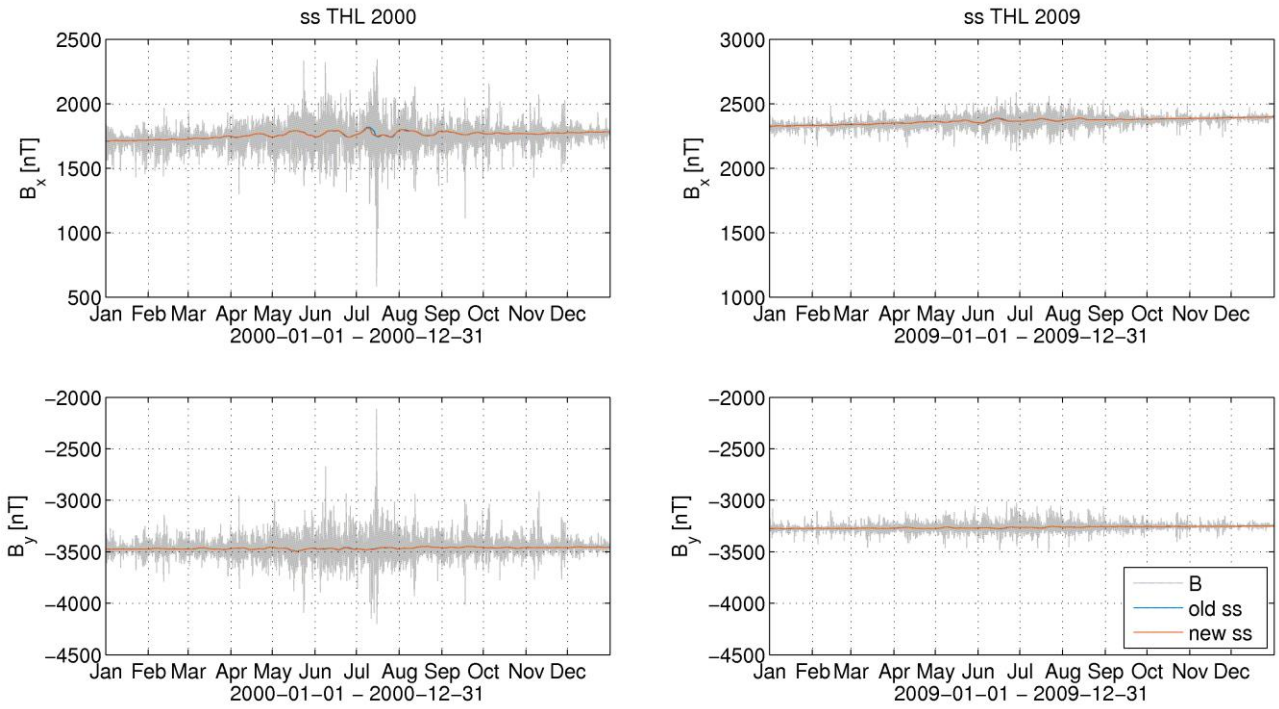 ss THL 2000
2500
2000
1500
1000
500
B_x [nT]
Jan Feb Mar Apr May Jun Jul Aug Sep Oct Nov Dec
2000−01−01 − 2000−12−31
ss THL 2009
3000
2500
2000
1500
1000
B_x [nT]
Jan Feb Mar Apr May Jun Jul Aug Sep Oct Nov Dec
2009−01−01 − 2009−12−31
−2000
−2500
−3000
−3500
−4000
−4500
B_y [nT]
Jan Feb Mar Apr May Jun Jul Aug Sep Oct Nov Dec
2000−01−01 − 2000−12−31
−2000
−2500
−3000
−3500
−4000
−4500
B_y [nT]
B
old ss
new ss
Jan Feb Mar Apr May Jun Jul Aug Sep Oct Nov Dec
2009−01−01 − 2009−12−31